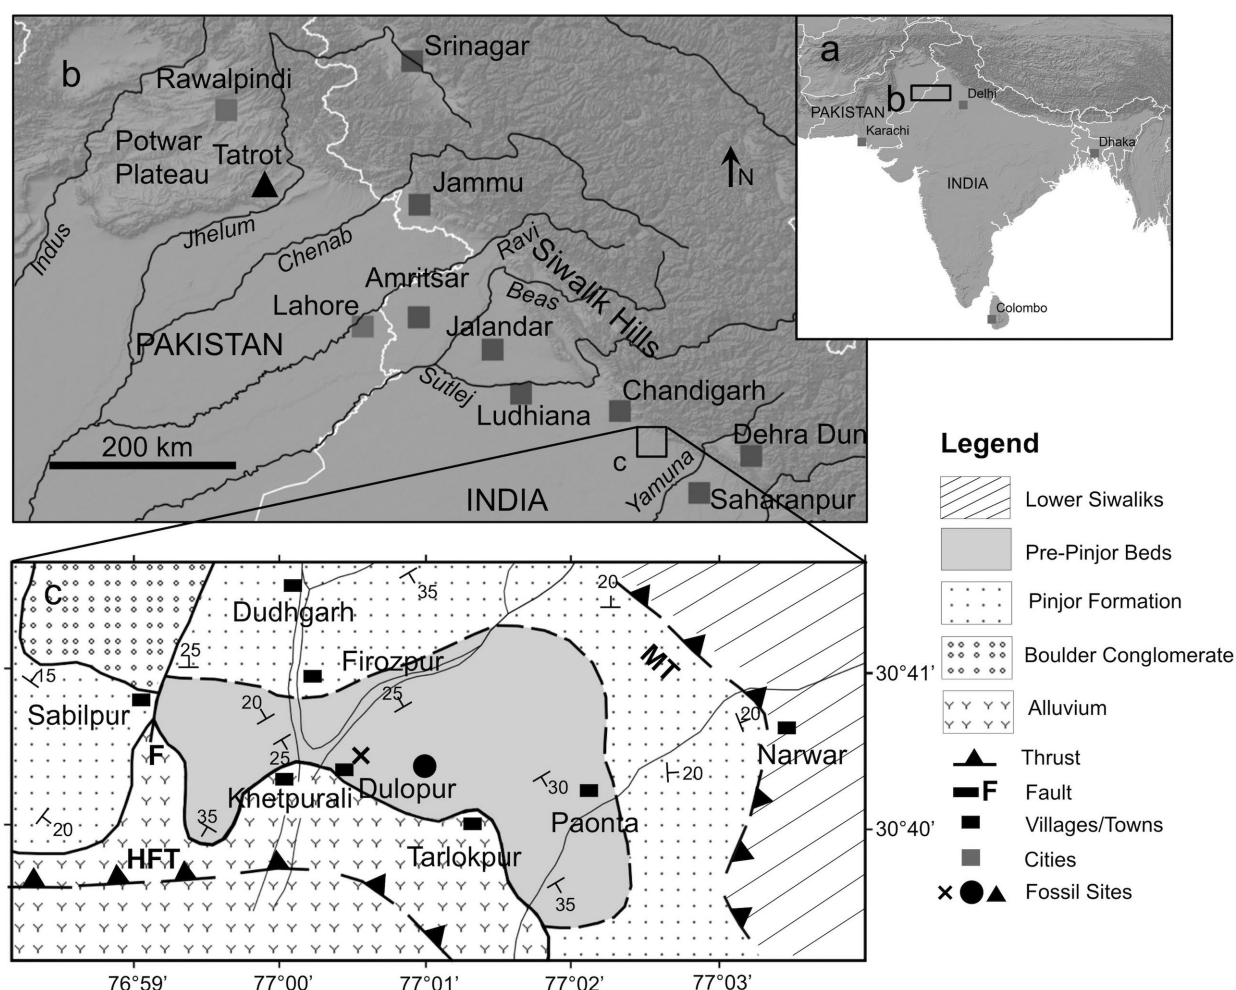 b
Srinagar
Rawalpindi
Potwar
Plateau
Tatrot
Jammu
N
Indus
Jhelum
Chenab
Ravi
Siwalik Hills
Amritsar
Beas
Lahore
Jalandar
PAKISTAN
Sutlej
Ludhiana
Chandigarh
200 km
Dehra Dun
c
Yamuna
INDIA
Saharanpur
a
b
Delhi
PAKISTAN
Karachi
Dhaka
INDIA
Colombo
c
Dudhgarh
35
20
25
Firozpur
MT
30°41'
15
Sabilpur
20
25
20
Narwar
F
25
Khetpurali
Dulopur
30
20
Paonta
20
35
30°40'
HFT
Tarlokpur
35
76°59'
77°00'
77°01'
77°02'
77°03'
Legend
Lower Siwaliks
Pre-Pinjor Beds
Pinjor Formation
Boulder Conglomerate
Alluvium
Thrust
F Fault
Villages/Towns
Cities
Fossil Sites